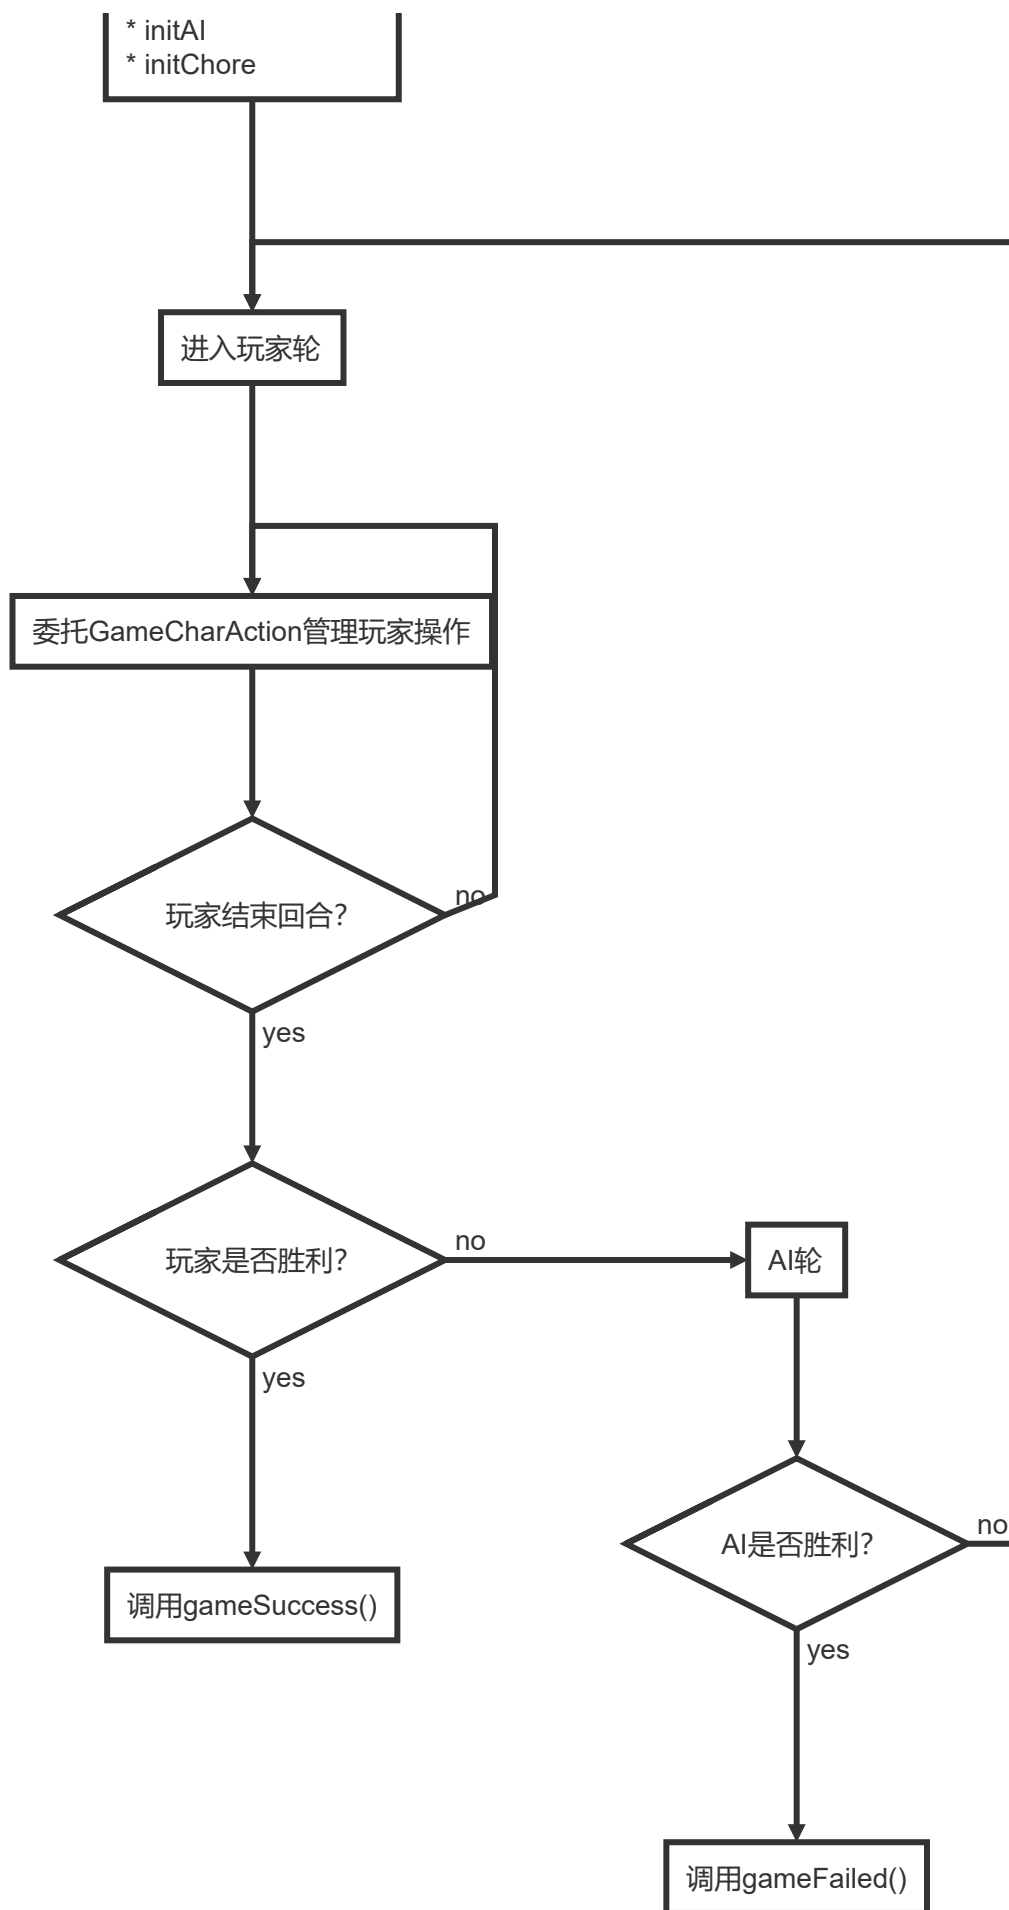 * initAI
* initChore
进入玩家轮
委托GameCharAction管理玩家操作
玩家结束回合?
no
yes
玩家是否胜利?
no
AI轮
yes
AI是否胜利?
no
调用gameSuccess()
yes
调用gameFailed()